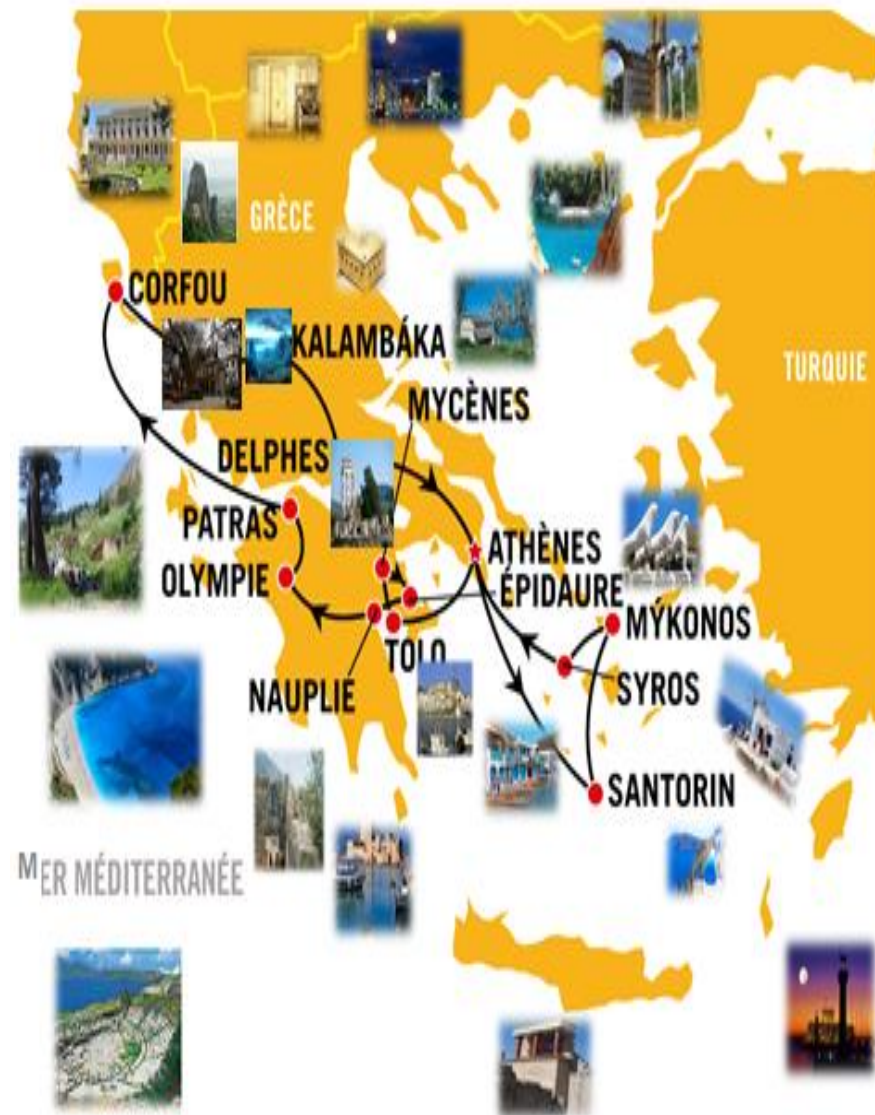 GRÈCE
CORFOU
KALAMBÁKA
TURQUIE
MYCÈNES
DELPHES
PATRAS
ATHÈNES
OLYMPIE
ÉPIDAURE
MÝKONOS
TOLO
SYROS
NAUPLIE
SANTORIN
MER MÉDITERRANÉE